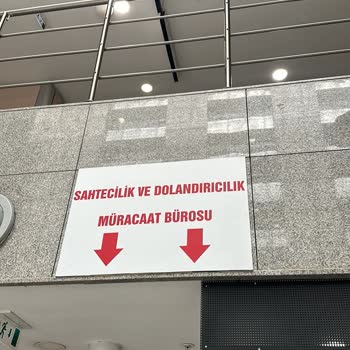 SAHTECİLİK VE DOLANDIRICILIK
MÜRACAAT BÜROSU